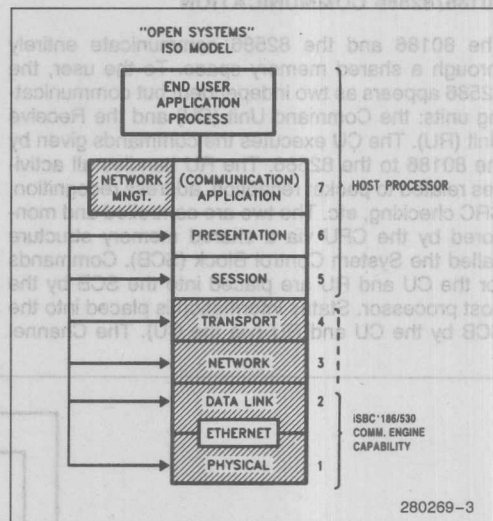 "OPEN SYSTEMS"
ISO MODEL
END USER
APPLICATION
PROCESS
NETWORK
MNGT.
(COMMUNICATION
APPLICATION)
7
HOST PROCESSOR
PRESENTATION
6
SESSION
5
TRANSPORT
4
NETWORK
3
DATA LINK
2
ETHERNET
iSBC®186/530
COMM. ENGINE
CAPABILITY
PHYSICAL
1
280269-3